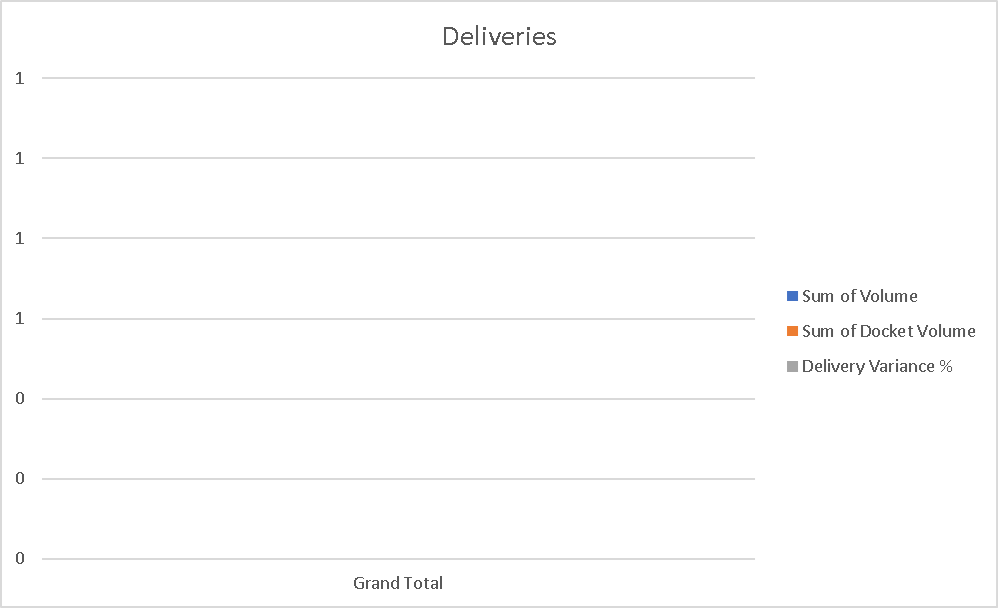 Deliveries
1
1
1
1
0
0
0
Grand Total
Sum of Volume
Sum of Docket Volume
Delivery Variance %